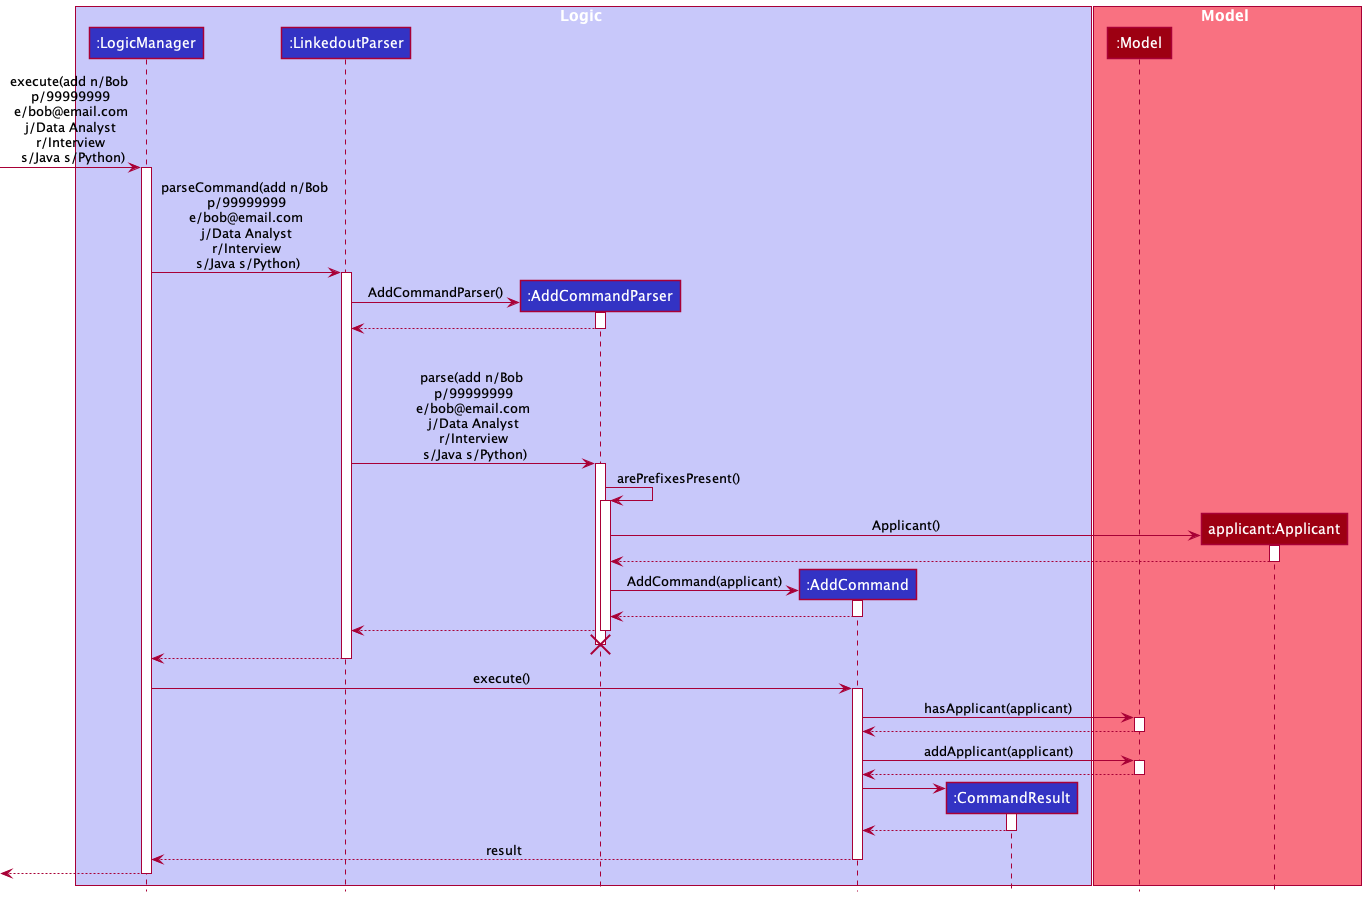 Logic
Model
:LogicManager
:LinkedoutParser
:Model
execute(add n/Bob
p/99999999
e/bob@email.com
j/Data Analyst
r/Interview
s/Java s/Python)
parseCommand(add n/Bob
p/99999999
e/bob@email.com
j/Data Analyst
r/Interview
s/Java s/Python)
AddCommandParser()
:AddCommandParser
parse(add n/Bob
p/99999999
e/bob@email.com
j/Data Analyst
r/Interview
s/Java s/Python)
arePrefixesPresent()
Applicant()
applicant:Applicant
AddCommand(applicant)
:AddCommand
execute()
hasApplicant(applicant)
addApplicant(applicant)
:CommandResult
result